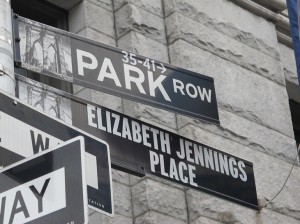 35-41→
PARK ROW
ELIZABETH JENNINGS
PLACE
W
WAY